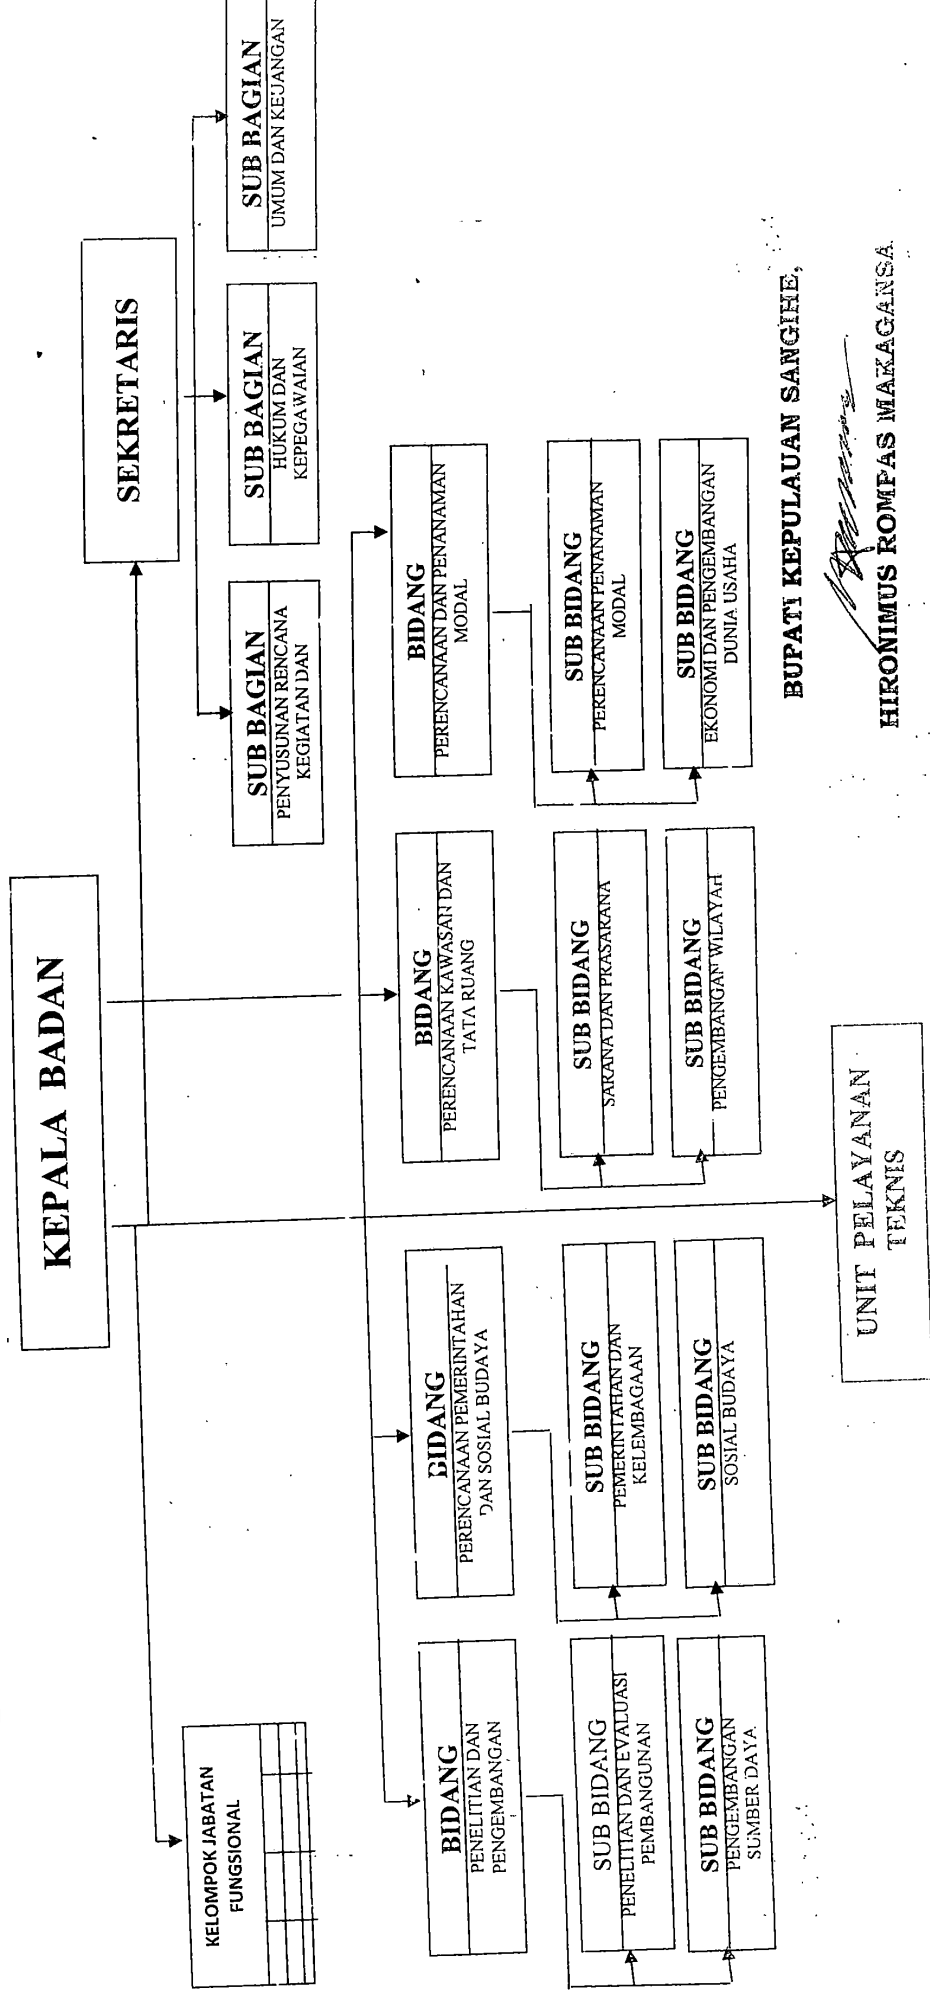 KEPALA BADAN
SEKRETARIS
KELOMPOK JABATAN
FUNGSIONAL
SUB BAGIAN
PENYUSUNAN RENCANA
KEGIATAN DAN
SUB BAGIAN
HUKUM DAN
KEPEGAWAIAN
SUB BAGIAN
UMUM DAN KEUANGAN
BIDANG
PENELITIAN DAN
PENGEMBANGAN
BIDANG
PERENCANAAN PEMERINTAHAN
DAN SOSIAL BUDAYA
BIDANG
PERENCANAAN KAWASAN DAN
TATA RUANG
BIDANG
PERENCANAAN DAN PENANAMAN
MODAL
SUB BIDANG
PENELITIAN DAN EVALUASI
PEMBANGUNAN
SUB BIDANG
PEMERINTAHAN DAN
KELEMBAGAAN
SUB BIDANG
SARANA DAN PRASARANA
SUB BIDANG
PERENCANAAN PENANAMAN
MODAL
SUB BIDANG
PENGEMBANGAN
SUMBER DAYA
SUB BIDANG
SOSIAL BUDAYA
SUB BIDANG
PENGEMBANGAN WILAYAH
SUB BIDANG
EKONOMI DAN PENGEMBANGAN
DUNIA USAHA
UNIT PELAYANAN
TEKNIS
BUPATI KEPULAUAN SANGIHE,
HIRONIMUS ROMPAS MAKAGANSA